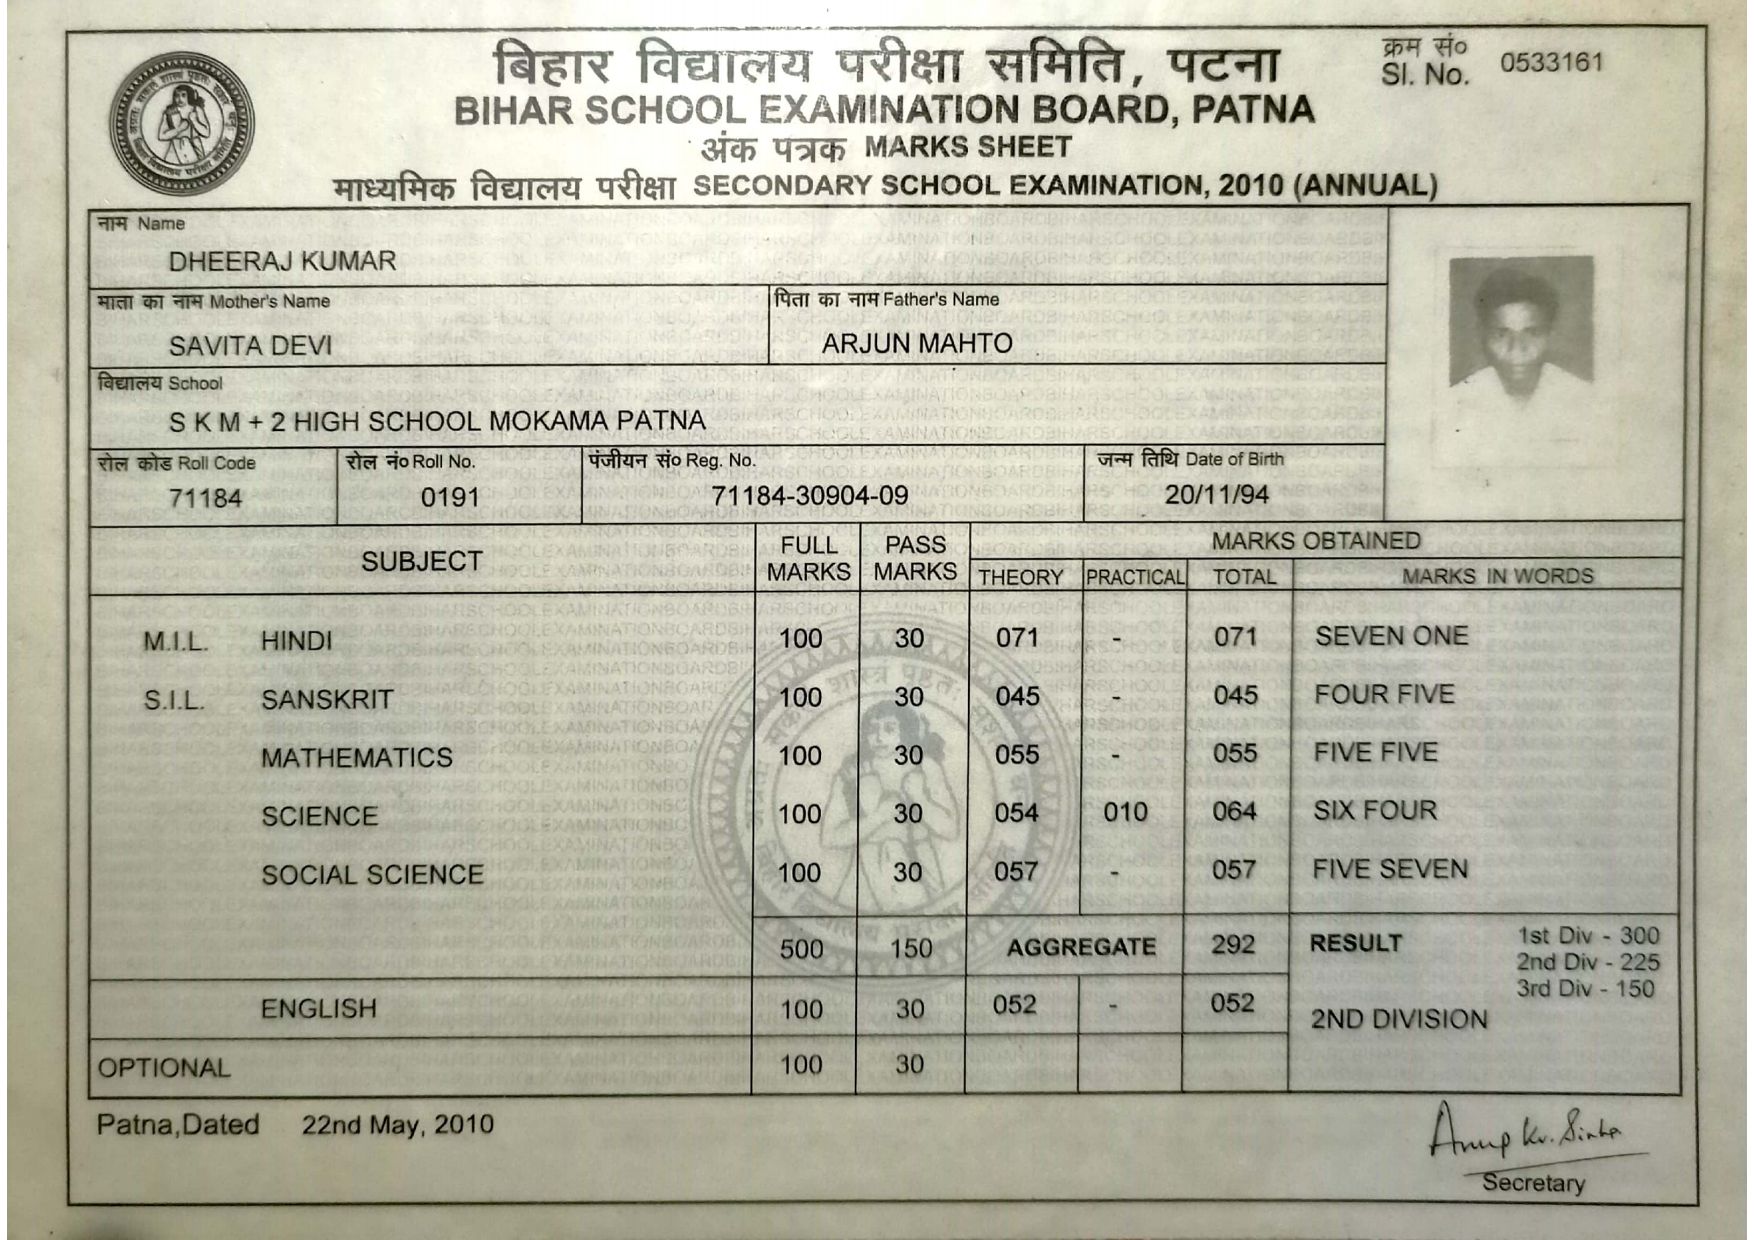 बिहार विद्यालय परीक्षा समिति, पटना
क्रम सं० 0533161
Sl. No.
BIHAR SCHOOL EXAMINATION BOARD, PATNA
अंक पत्रक MARKS SHEET
माध्यमिक विद्यालय परीक्षा SECONDARY SCHOOL EXAMINATION, 2010 (ANNUAL)
नाम Name
DHEERAJ KUMAR
माता का नाम Mother's Name पिता का नाम Father's Name
SAVITA DEVI ARJUN MAHTO
विद्यालय School
S K M + 2 HIGH SCHOOL MOKAMA PATNA
रोल कोड Roll Code रोल नं० Roll No. पंजीयन सं० Reg. No. जन्म तिथि Date of Birth
71184 0191 71184-30904-09 20/11/94
SUBJECT FULL MARKS PASS MARKS MARKS OBTAINED
THEORY PRACTICAL TOTAL MARKS IN WORDS
M.I.L. HINDI 100 30 071 - 071 SEVEN ONE
S.I.L. SANSKRIT 100 30 045 - 045 FOUR FIVE
MATHEMATICS 100 30 055 - 055 FIVE FIVE
SCIENCE 100 30 054 010 064 SIX FOUR
SOCIAL SCIENCE 100 30 057 - 057 FIVE SEVEN
500 150 AGGREGATE 292 RESULT 1st Div - 300
2nd Div - 225
3rd Div - 150
ENGLISH 100 30 052 - 052 2ND DIVISION
OPTIONAL 100 30
Patna,Dated 22nd May, 2010
Anup Kr. Sinha
Secretary